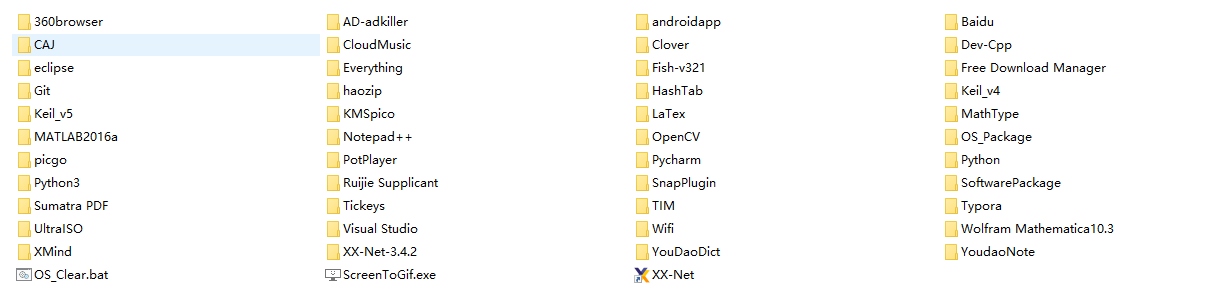 360browser
AD-adkiller
androidapp
Baidu
CAJ
CloudMusic
Clover
Dev-Cpp
eclipse
Everything
Fish-v321
Free Download Manager
Git
haozip
HashTab
Keil_v4
Keil_v5
KMSpico
LaTex
MathType
MATLAB2016a
Notepad++
OpenCV
OS_Package
picgo
PotPlayer
Pycharm
Python
Python3
Ruijie Supplicant
SnapPlugin
SoftwarePackage
Sumatra PDF
Tickeys
TIM
Typora
UltraISO
Visual Studio
Wifi
Wolfram Mathematica10.3
XMind
XX-Net-3.4.2
YouDaoDict
YoudaoNote
OS_Clear.bat
ScreenToGif.exe
XX-Net